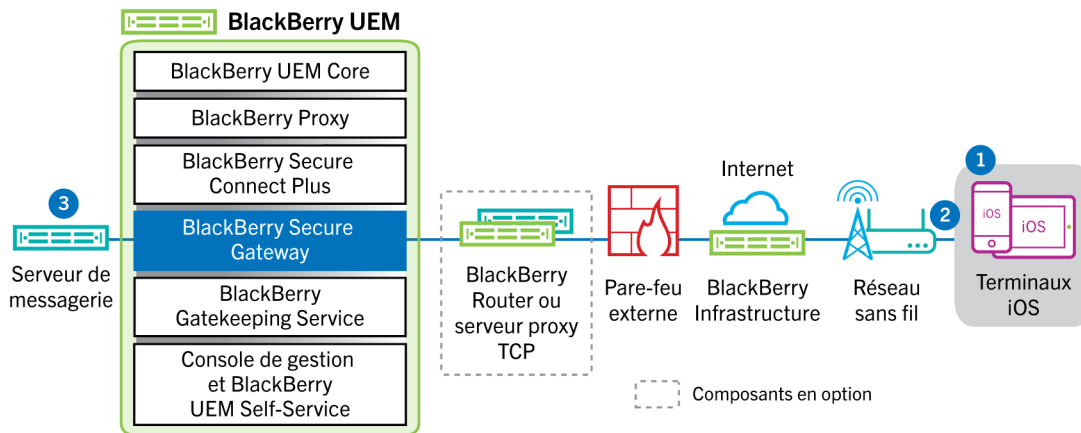 BlackBerry UEM
BlackBerry UEM Core
BlackBerry Proxy
BlackBerry Secure
Connect Plus
BlackBerry Secure
Gateway
BlackBerry
Gatekeeping Service
Console de gestion
et BlackBerry
UEM Self-Service
3
Serveur de
messagerie
BlackBerry
Router ou
serveur proxy
TCP
Pare-feu
externe
Internet
BlackBerry
Infrastructure
Réseau
sans fil
2
1
iOS
iOS
Terminaux
iOS
Composants en option